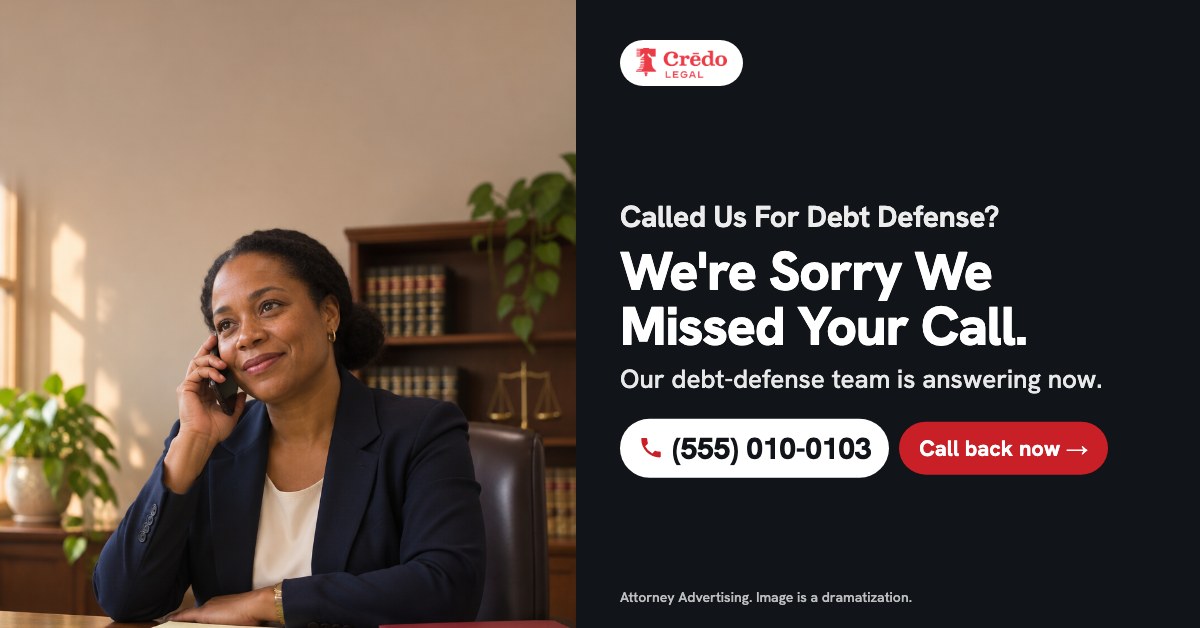 Crēdo
LEGAL
Called Us For Debt Defense?
We're Sorry We
Missed Your Call.
Our debt-defense team is answering now.
(555) 010-0103
Call back now →
Attorney Advertising. Image is a dramatization.